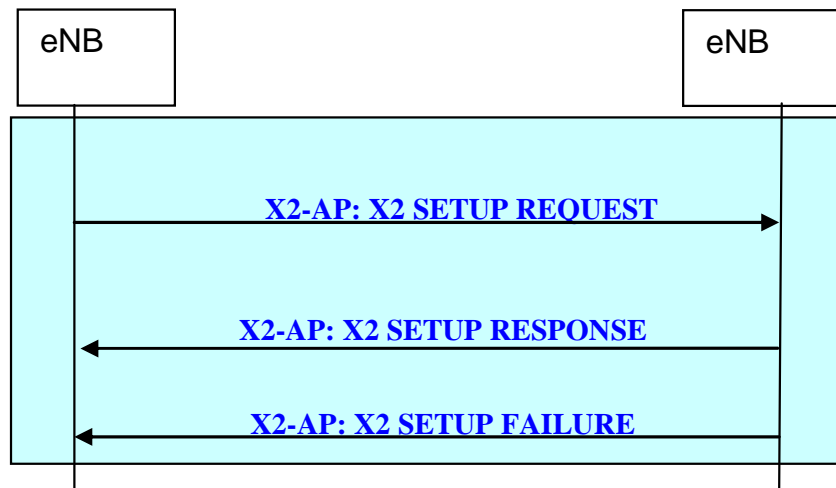 eNB
eNB
X2-AP: X2 SETUP REQUEST
X2-AP: X2 SETUP RESPONSE
X2-AP: X2 SETUP FAILURE